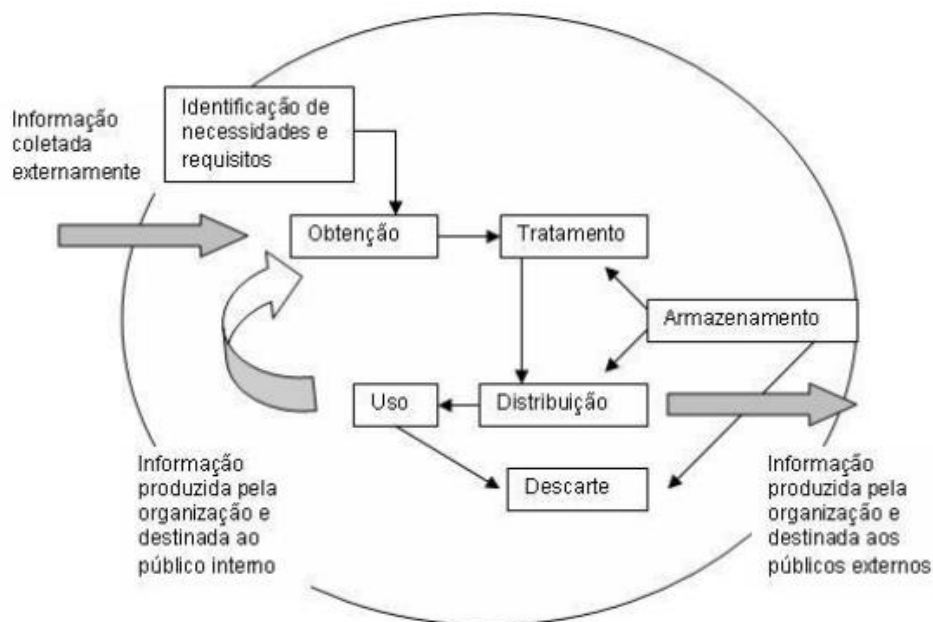 Informação
coletada
externamente
Identificação de
necessidades e
requisitos
Obtenção
Tratamento
Armazenamento
Uso
Distribuição
Descarte
Informação
produzida pela
organização e
destinada ao
público interno
Informação
produzida pela
organização e
destinada aos
públicos externos